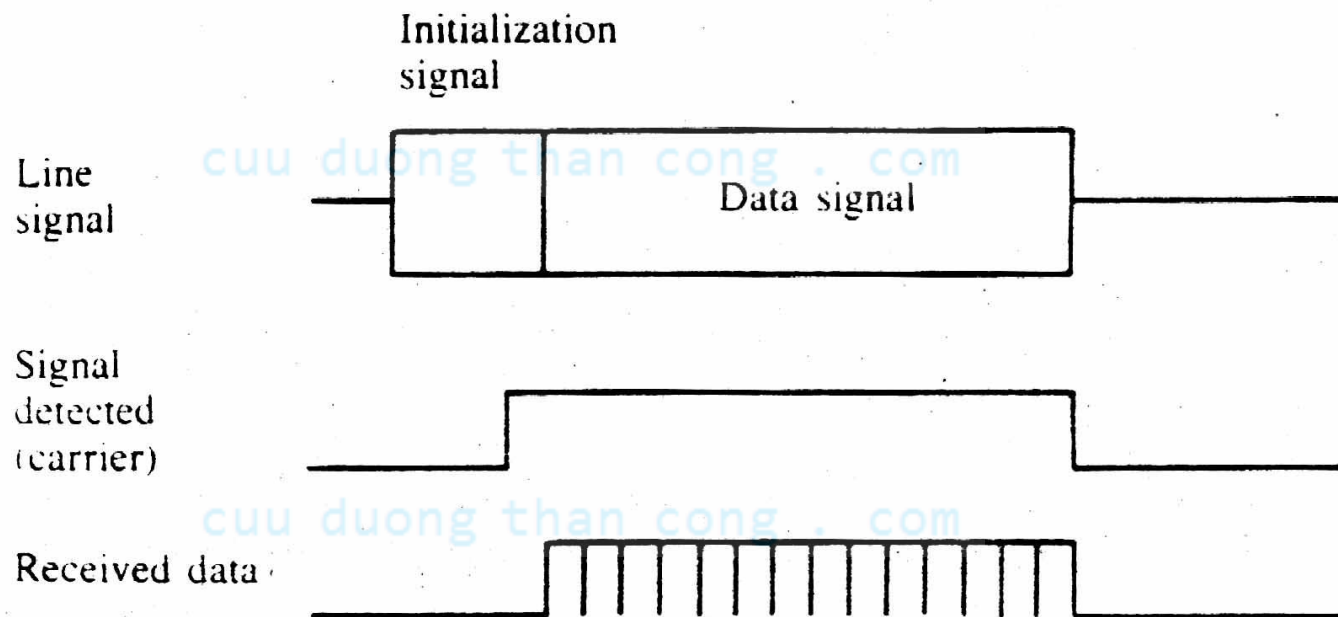 Initialization
signal
cuu duong than cong . com
Line
signal
Data signal
Signal
detected
(carrier)
cuu duong than cong . com
Received data